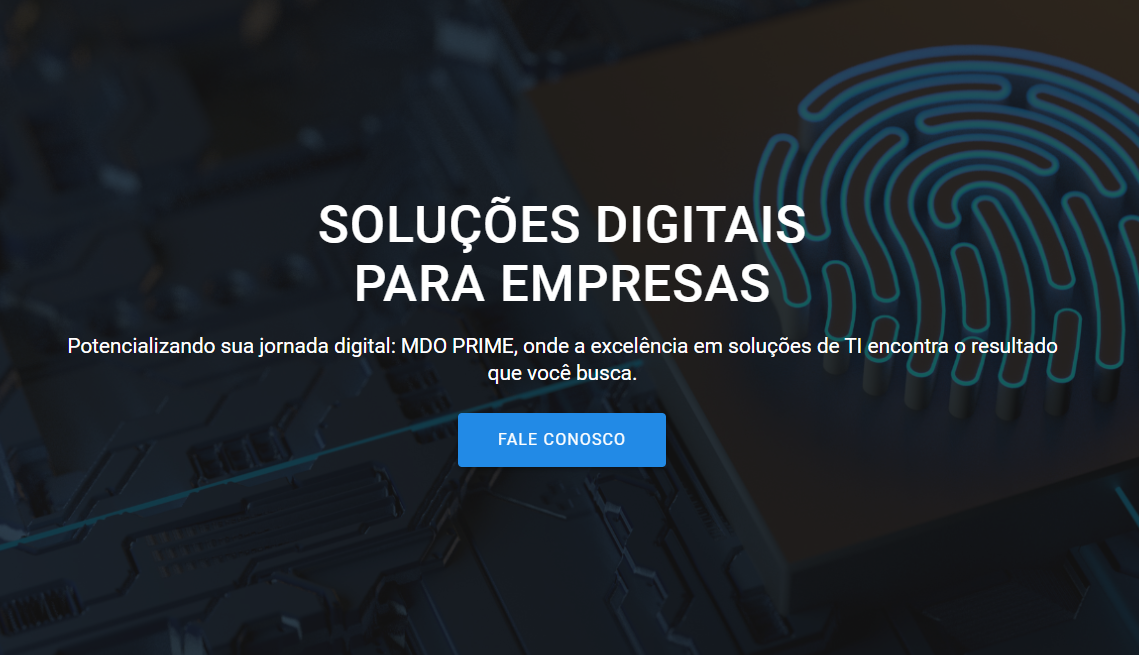 SOLUÇÕES DIGITAIS
PARA EMPRESAS
Potencializando sua jornada digital: MDO PRIME, onde a excelência em soluções de TI encontra o resultado
que você busca.
FALE CONOSCO